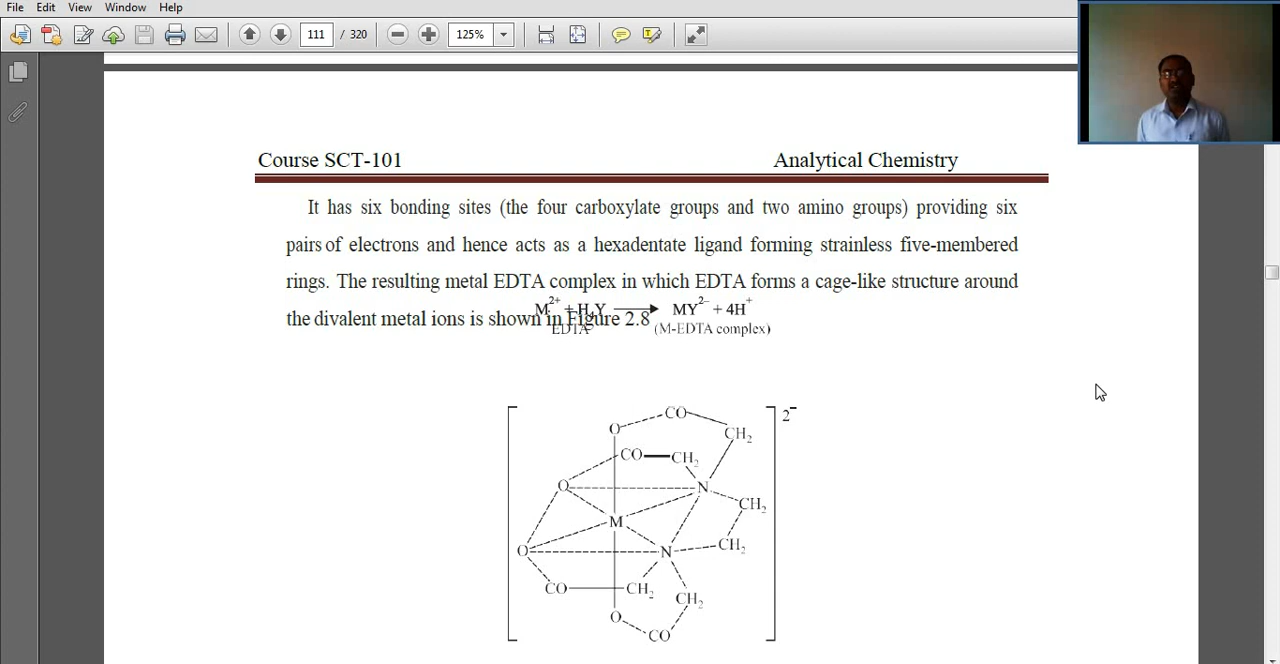 File Edit View Window Help
111 / 320 125%
Course SCT-101 Analytical Chemistry
It has six bonding sites (the four carboxylate groups and two amino groups) providing six
pairs of electrons and hence acts as a hexadentate ligand forming strainless five-membered
rings. The resulting metal EDTA complex in which EDTA forms a cage-like structure around
M²⁺ + H₄Y ⟶ MY²⁻ + 4H⁺
the divalent metal ions is shown in Figure 2.8
EDTA (M-EDTA complex)
2⁻
CO
O
CH₂
CO CH₂
O N
CH₂
M
CH₂
O N
CO CH₂
CH₂
O
CO